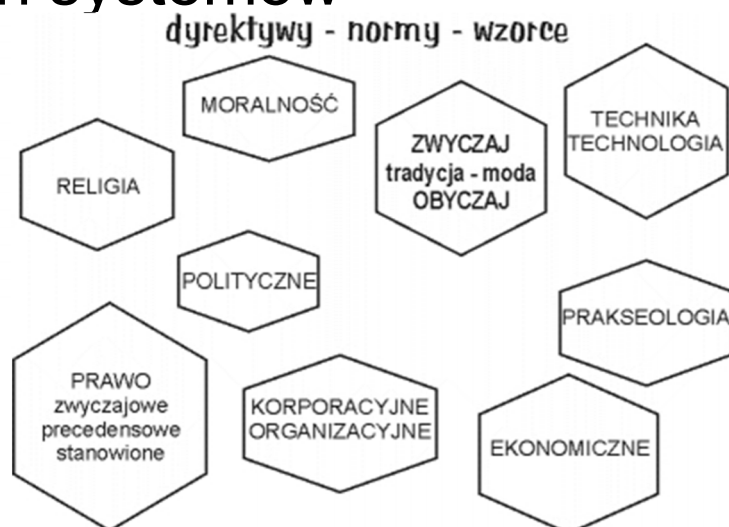 systemów
dyrektywy - normy - wzorce
MORALNOŚĆ
ZWYCZAJ
tradycja - moda
OBYCZAJ
TECHNIKA
TECHNOLOGIA
RELIGIA
POLITYCZNE
PRAKSEOLOGIA
PRAWO
zwyczajowe
precedensowe
stanowione
KORPORACYJNE
ORGANIZACYJNE
EKONOMICZNE